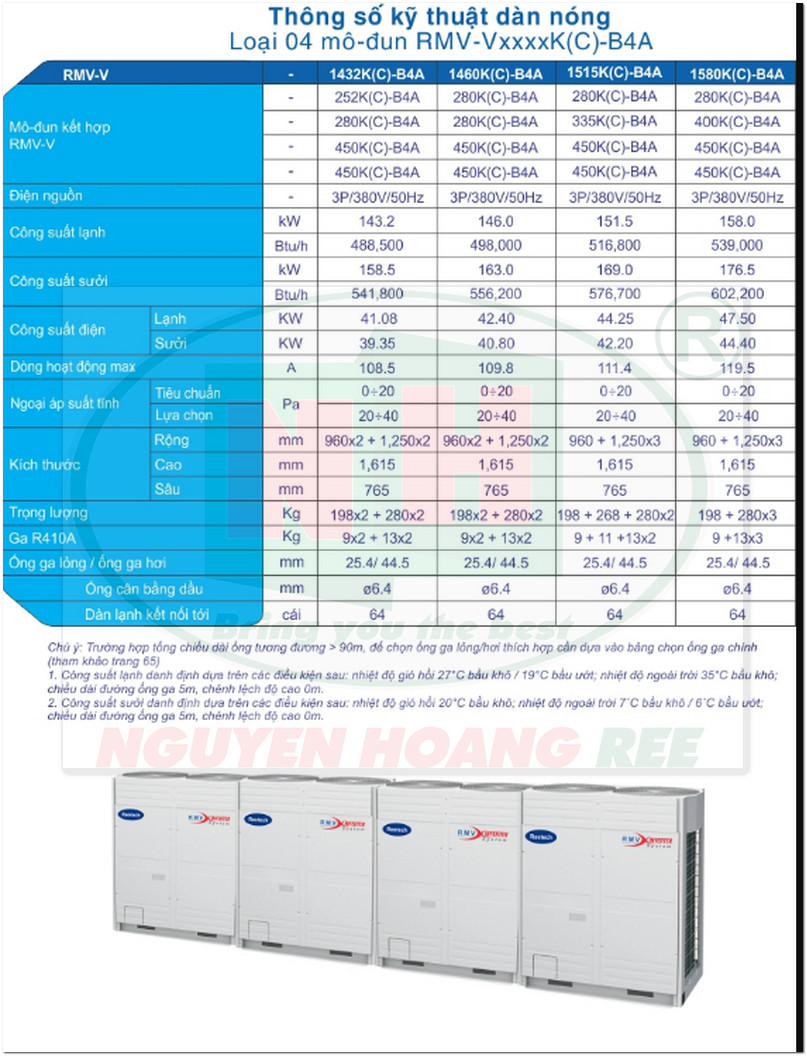 Thông số kỹ thuật dàn nóng
Loại 04 mô-đun RMV-VxxxxK(C)-B4A
RMV-V - 1432K(C)-B4A 1460K(C)-B4A 1515K(C)-B4A 1580K(C)-B4A
Mô-đun kết hợp
RMV-V
- 252K(C)-B4A 280K(C)-B4A 280K(C)-B4A 280K(C)-B4A
- 280K(C)-B4A 280K(C)-B4A 335K(C)-B4A 400K(C)-B4A
- 450K(C)-B4A 450K(C)-B4A 450K(C)-B4A 450K(C)-B4A
- 450K(C)-B4A 450K(C)-B4A 450K(C)-B4A 450K(C)-B4A
Điện nguồn - 3P/380V/50Hz 3P/380V/50Hz 3P/380V/50Hz 3P/380V/50Hz
Công suất lạnh
kW 143.2 146.0 151.5 158.0
Btu/h 488,500 498,000 516,800 539,000
Công suất sưởi
kW 158.5 163.0 169.0 176.5
Btu/h 541,800 556,200 576,700 602,200
Công suất điện
Lạnh KW 41.08 42.40 44.25 47.50
Sưởi KW 39.35 40.80 42.20 44.40
Dòng hoạt động max A 108.5 109.8 111.4 119.5
Ngoại áp suất tính
Pa
Tiêu chuẩn 0÷20 0÷20 0÷20 0÷20
Lựa chọn 20÷40 20÷40 20÷40 20÷40
Kích thước
Rộng mm 960x2 + 1,250x2 960x2 + 1,250x2 960 + 1,250x3 960 + 1,250x3
Cao mm 1,615 1,615 1,615 1,615
Sâu mm 765 765 765 765
Trọng lượng Kg 198x2 + 280x2 198x2 + 280x2 198 + 268 + 280x2 198 + 280x3
Ga R410A Kg 9x2 + 13x2 9x2 + 13x2 9 + 11 +13x2 9 +13x3
Ống ga lỏng / ống ga hơi mm 25.4/ 44.5 25.4/ 44.5 25.4/ 44.5 25.4/ 44.5
Ống cân bằng dầu mm ø6.4 ø6.4 ø6.4 ø6.4
Dàn lạnh kết nối tới cái 64 64 64 64
Bring you the best
Chú ý: Trường hợp tổng chiều dài ống tương đương > 90m, để chọn ống ga lỏng/hơi thích hợp cần dựa vào bảng chọn ống ga chính
(tham khảo trang 65)
1. Công suất lạnh danh định dựa trên các điều kiện sau: nhiệt độ gió hồi 27°C bầu khô / 19°C bầu ướt; nhiệt độ ngoài trời 35°C bầu khô;
chiều dài đường ống ga 5m, chênh lệch độ cao 0m.
2. Công suất sưởi danh định dựa trên các điều kiện sau: nhiệt độ gió hồi 20°C bầu khô; nhiệt độ ngoài trời 7°C bầu khô / 6°C bầu ướt;
chiều dài đường ống ga 5m, chênh lệch độ cao 0m.
NH
®
NGUYEN HOANG REE
Reetech RMV INVERTER System
Reetech RMV INVERTER System
Reetech RMV INVERTER System
Reetech RMV INVERTER System